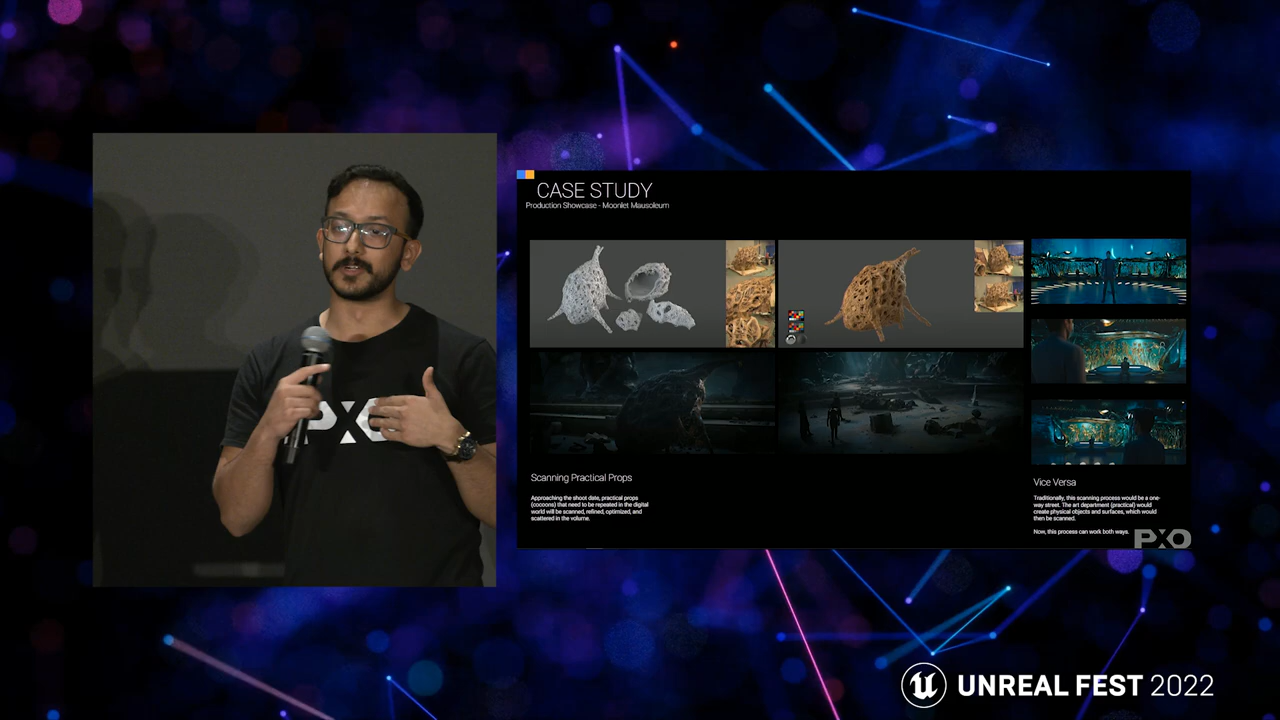 CASE STUDY
Production Showcase - Moonlet Mausoleum
PXO
Scanning Practical Props
Approaching the shoot date, practical props
(cocoons) that need to be repeated in the digital
world will be scanned, refined, optimized, and
scattered in the volume.
Vice Versa
Traditionally, this scanning process would be a one-
way street. The art department (practical) would
create physical objects and surfaces, which would
then be scanned.
Now, this process can work both ways.
PXO
UNREAL FEST 2022